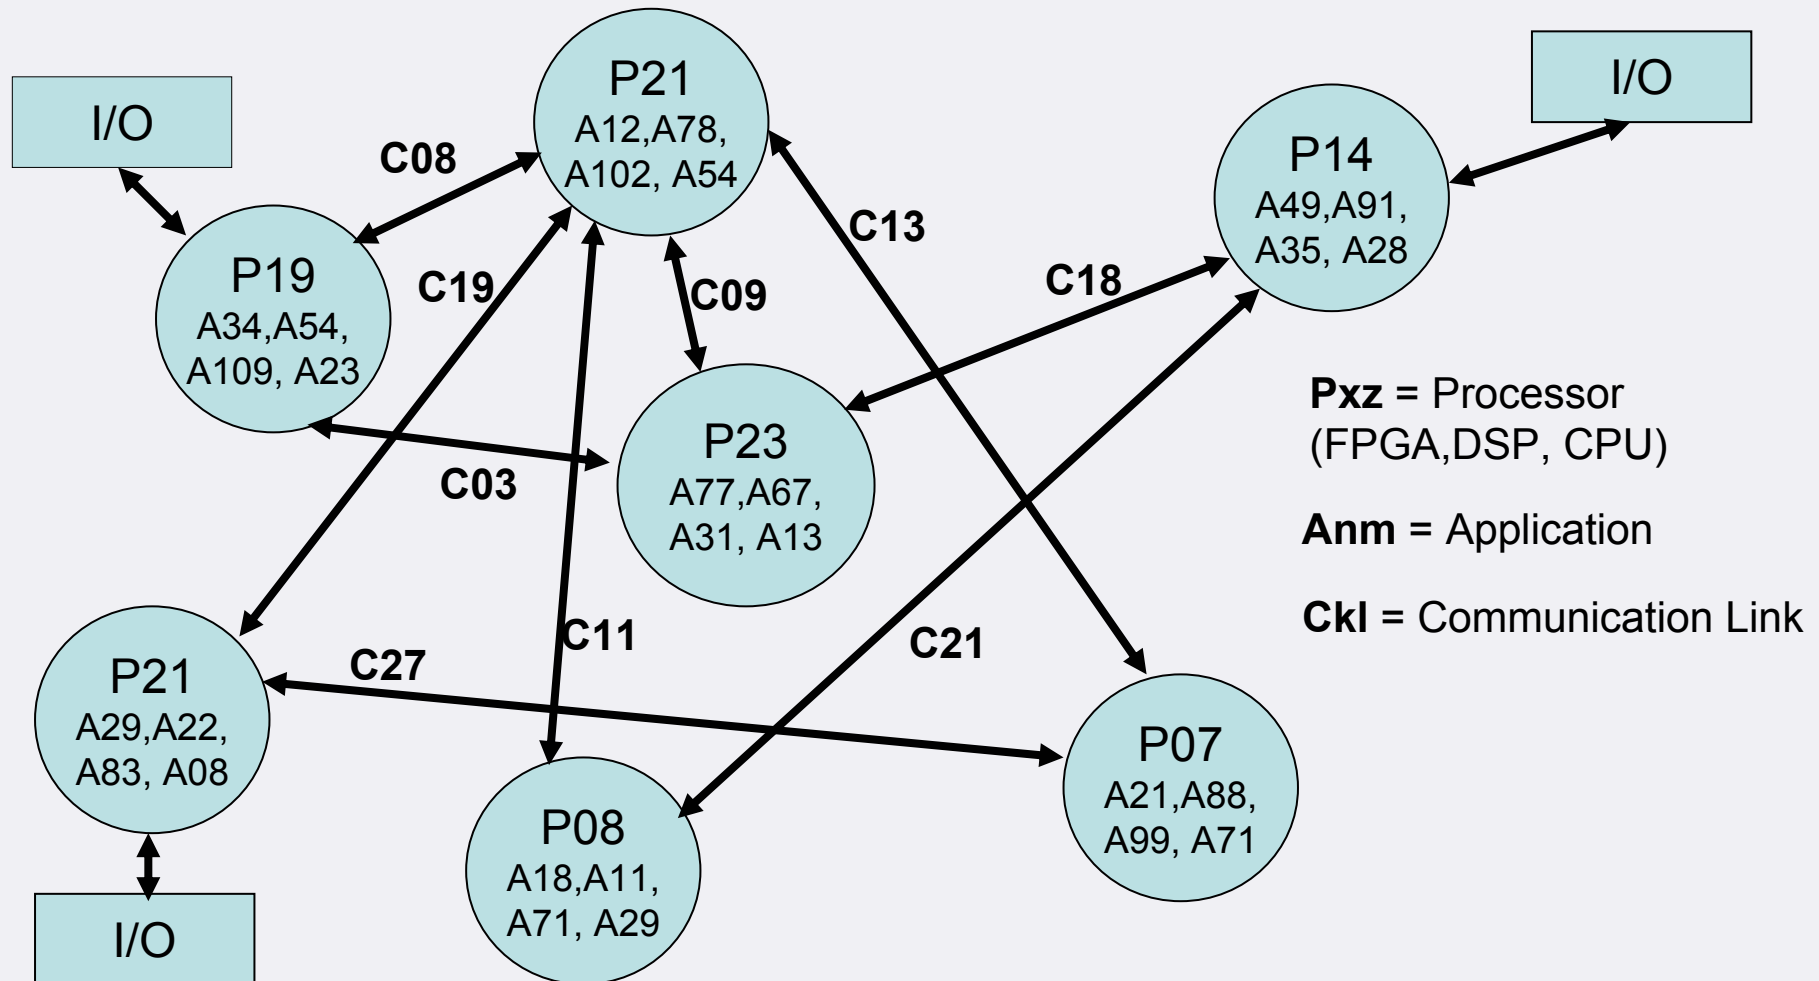 P21
A12,A78,
A102, A54
I/O
I/O
C08
P14
A49,A91,
A35, A28
C13
P19
A34,A54,
A109, A23
C19
C09
C18
Pxz = Processor
(FPGA,DSP, CPU)
P23
A77,A67,
A31, A13
C03
Anm = Application
Ckl = Communication Link
C11
C21
C27
P21
A29,A22,
A83, A08
P07
A21,A88,
A99, A71
P08
A18,A11,
A71, A29
I/O